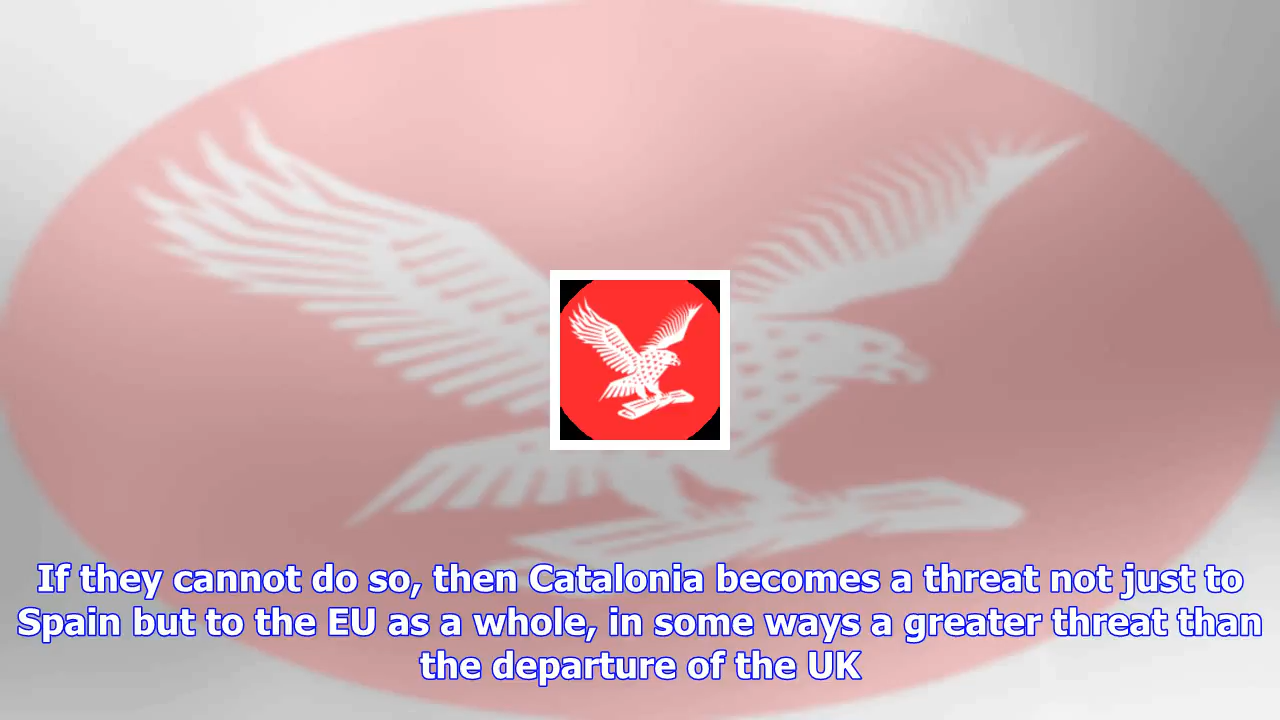 If they cannot do so, then Catalonia becomes a threat not just to
Spain but to the EU as a whole, in some ways a greater threat than
the departure of the UK